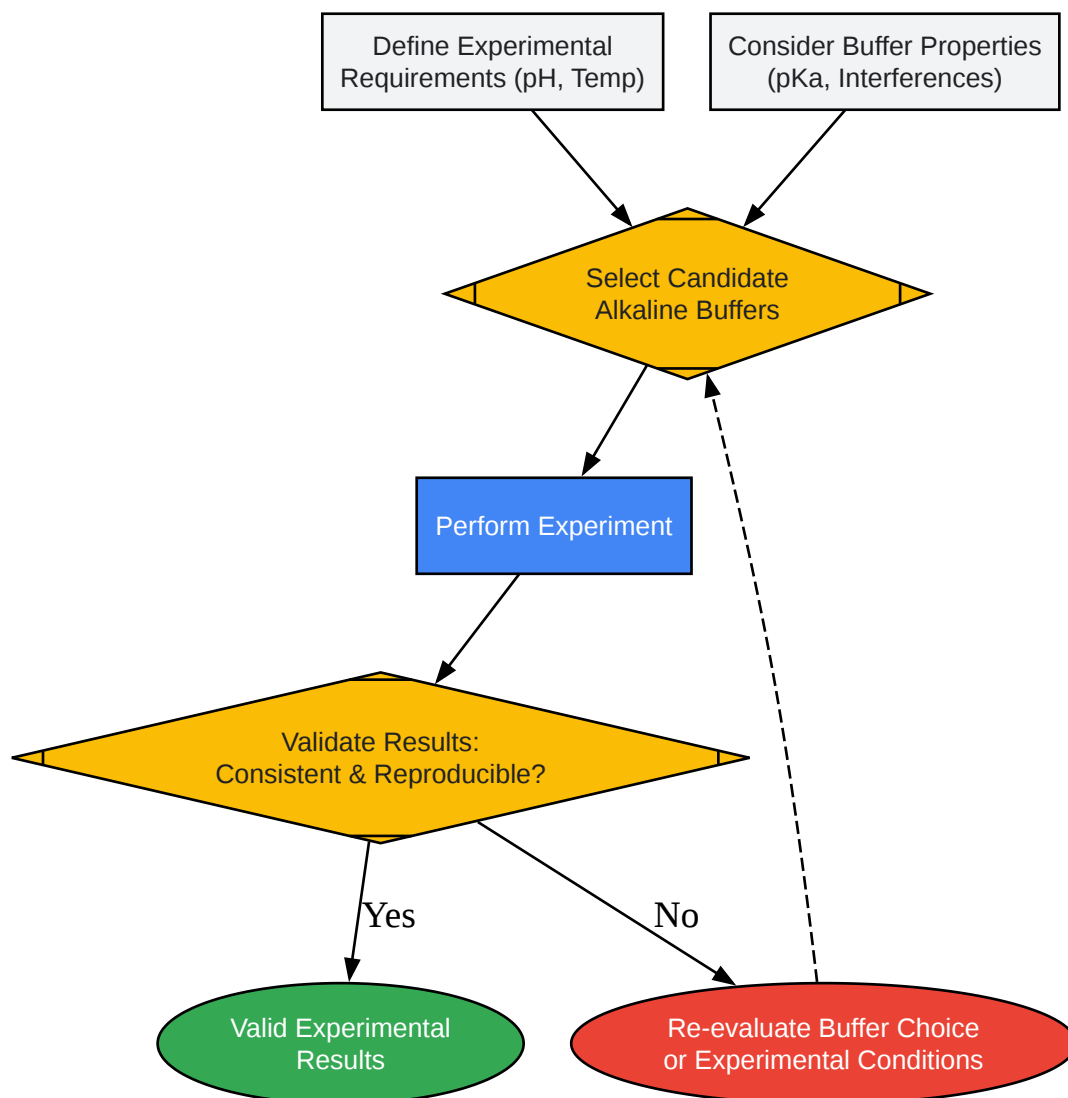 Define Experimental
Requirements (pH, Temp)
Consider Buffer Properties
(pKa, Interferences)
Select Candidate
Alkaline Buffers
Perform Experiment
Validate Results:
Consistent & Reproducible?
Yes
No
Valid Experimental
Results
Re-evaluate Buffer Choice
or Experimental Conditions